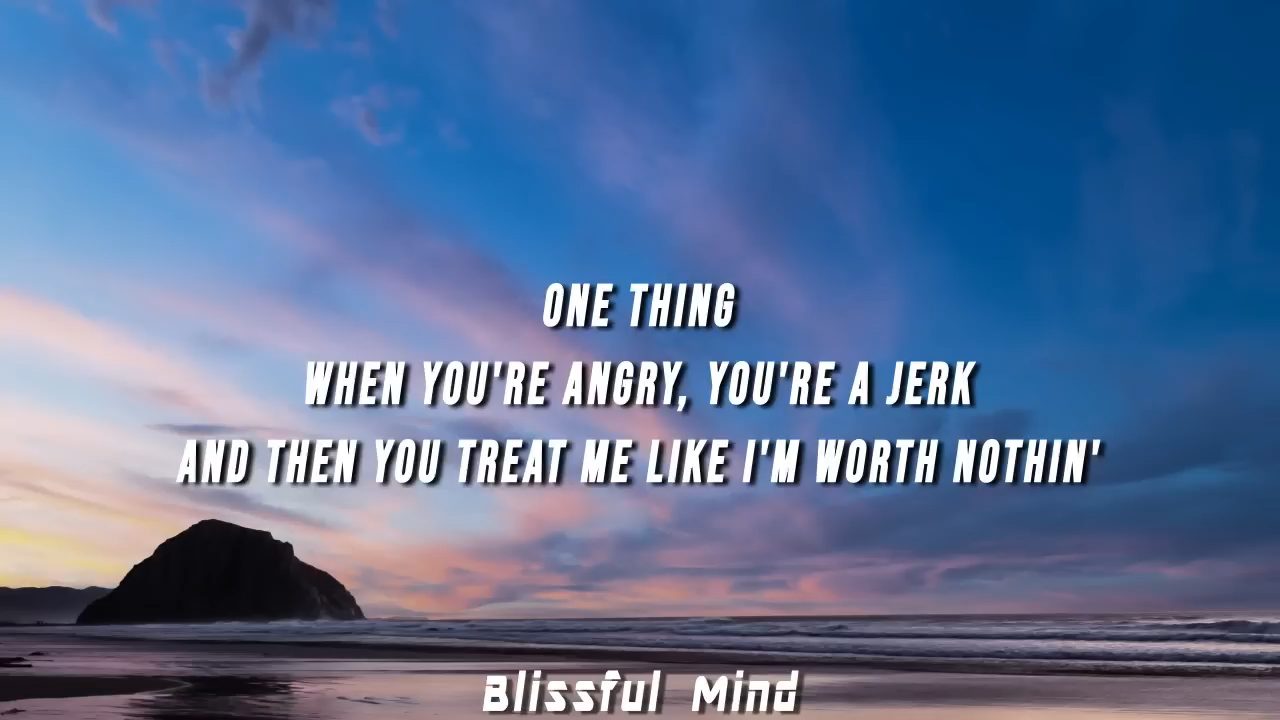 ONE THING
WHEN YOU'RE ANGRY, YOU'RE A JERK
AND THEN YOU TREAT ME LIKE I'M WORTH NOTHIN'
Blissful Mind